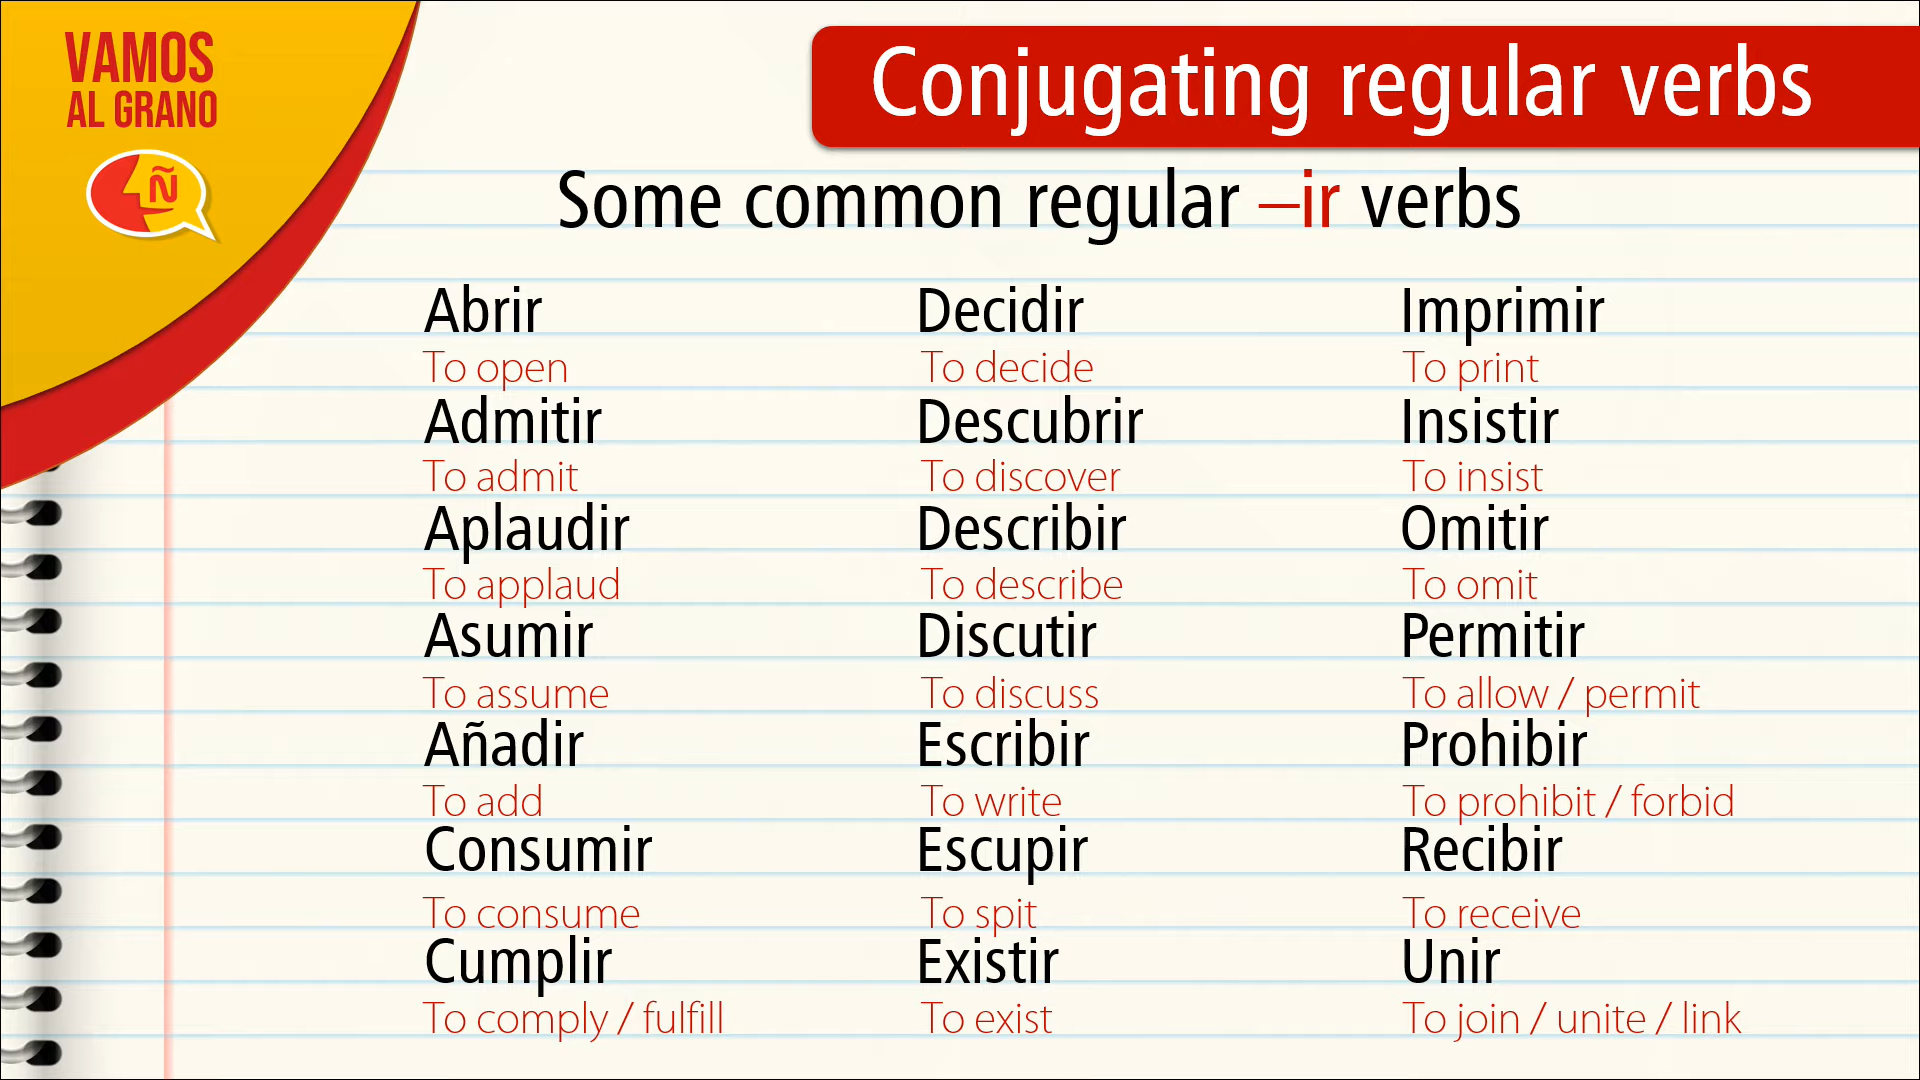 VAMOS
AL GRANO
Ñ
Conjugating regular verbs
Some common regular –ir verbs
Abrir
To open
Admitir
To admit
Aplaudir
To applaud
Asumir
To assume
Añadir
To add
Consumir
To consume
Cumplir
To comply / fulfill
Decidir
To decide
Descubrir
To discover
Describir
To describe
Discutir
To discuss
Escribir
To write
Escupir
To spit
Existir
To exist
Imprimir
To print
Insistir
To insist
Omitir
To omit
Permitir
To allow / permit
Prohibir
To prohibit / forbid
Recibir
To receive
Unir
To join / unite / link